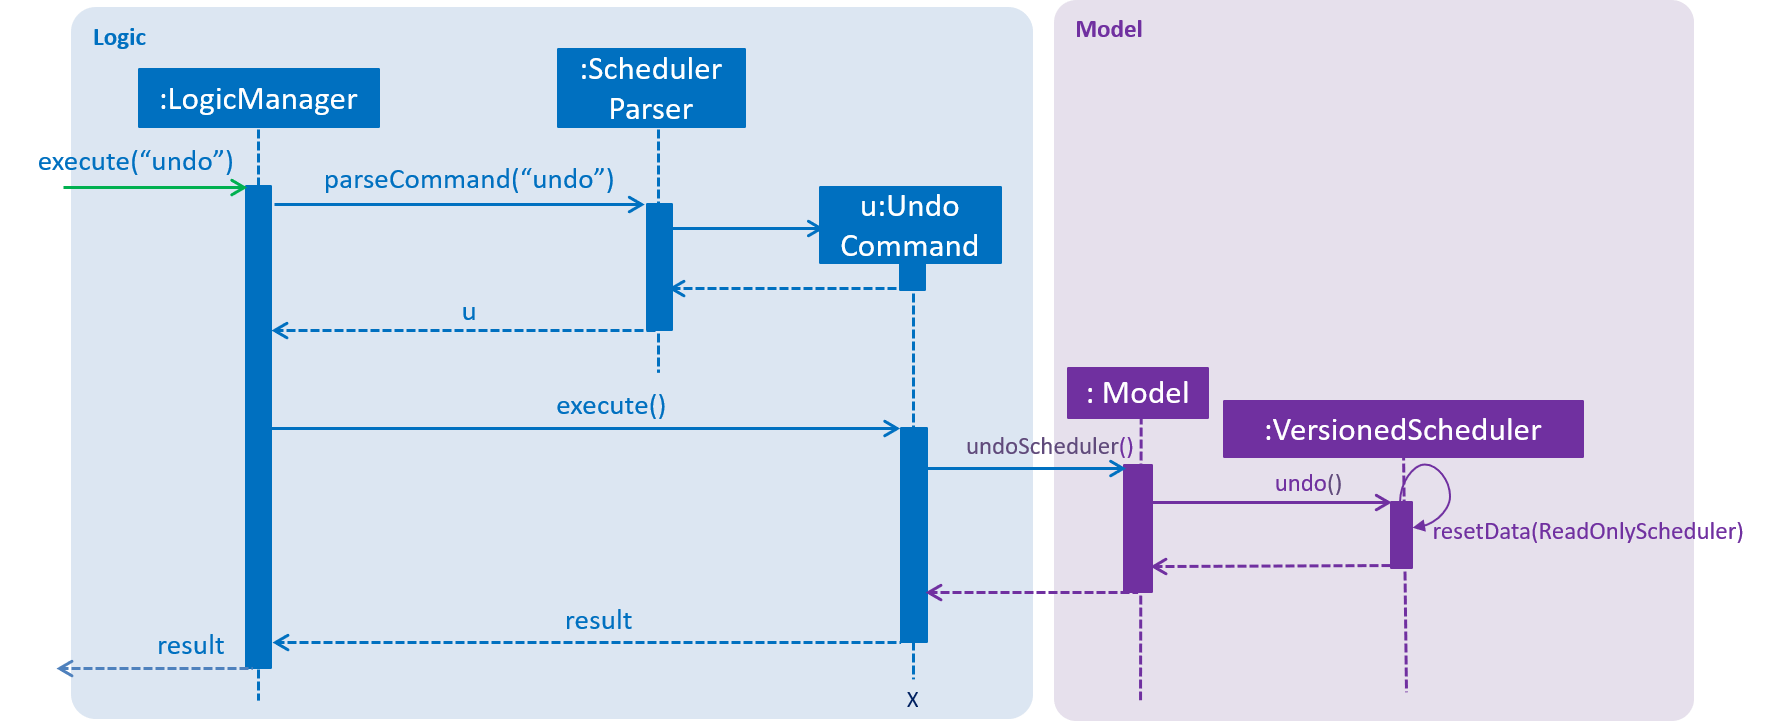 Logic
Model
:LogicManager
:Scheduler
Parser
execute(“undo”)
parseCommand(“undo”)
u:Undo
Command
u
execute()
: Model
:VersionedScheduler
undoScheduler()
undo()
resetData(ReadOnlyScheduler)
result
result
X